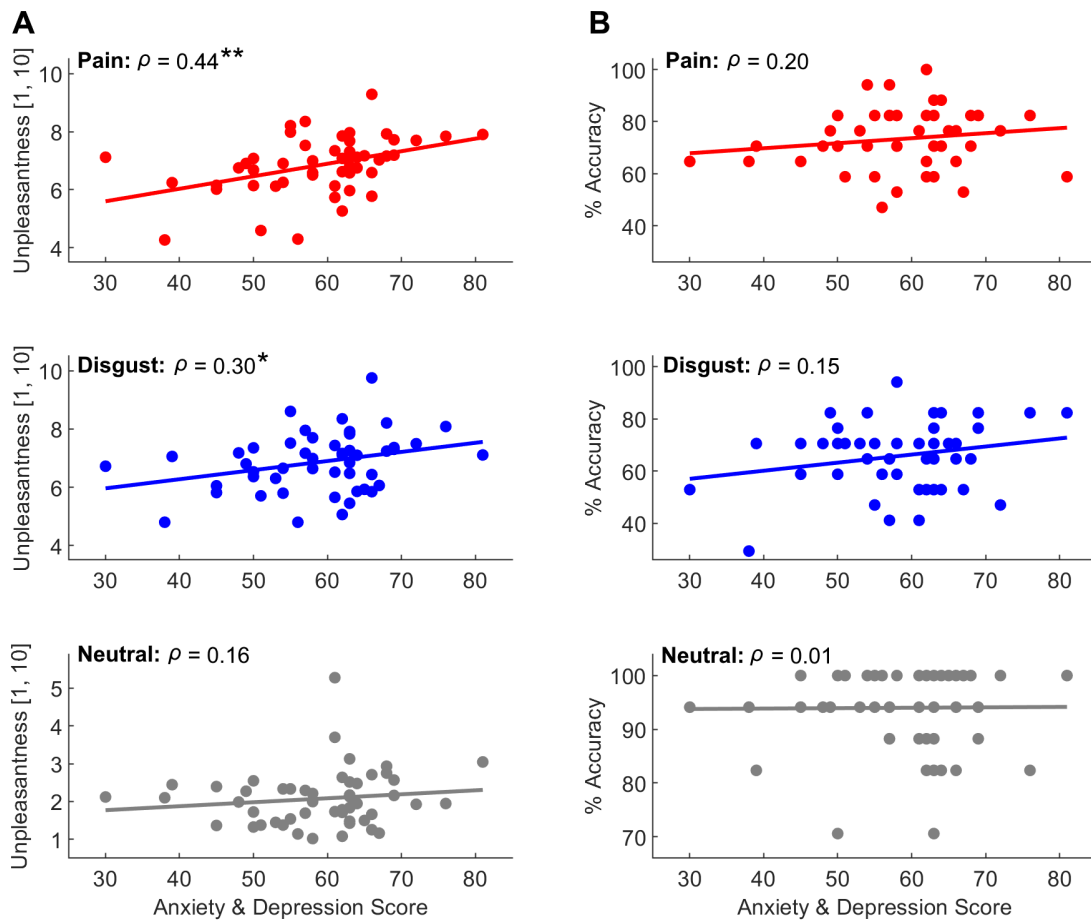 A
Pain: ρ = 0.44**
Unpleasantness [1, 10]
10
8
6
4
30 40 50 60 70 80
Disgust: ρ = 0.30*
Unpleasantness [1, 10]
10
8
6
4
30 40 50 60 70 80
Neutral: ρ = 0.16
Unpleasantness [1, 10]
5
4
3
2
1
30 40 50 60 70 80
Anxiety & Depression Score
B
Pain: ρ = 0.20
% Accuracy
100
80
60
40
30 40 50 60 70 80
Disgust: ρ = 0.15
% Accuracy
100
80
60
40
30 40 50 60 70 80
Neutral: ρ = 0.01
% Accuracy
100
90
80
70
30 40 50 60 70 80
Anxiety & Depression Score